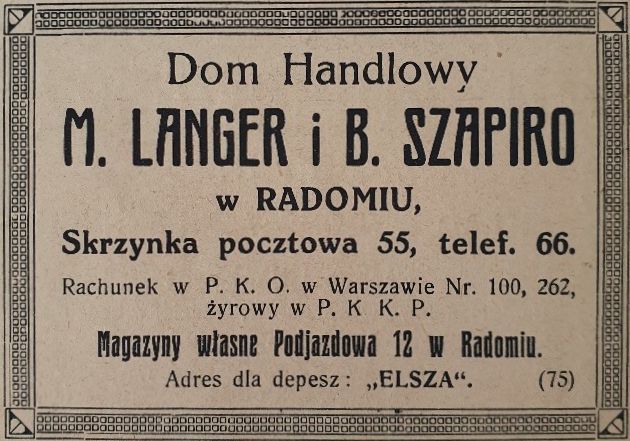 Dom Handlowy
M. LANGER i B. SZAPIRO
w RADOMIU,
Skrzynka pocztowa 55, telef. 66.
Rachunek w P. K. O. w Warszawie Nr. 100, 262,
żyrowy w P. K K. P.
Magazyny własne Podjazdowa 12 w Radomiu.
Adres dla depesz: „ELSZA“. (75)